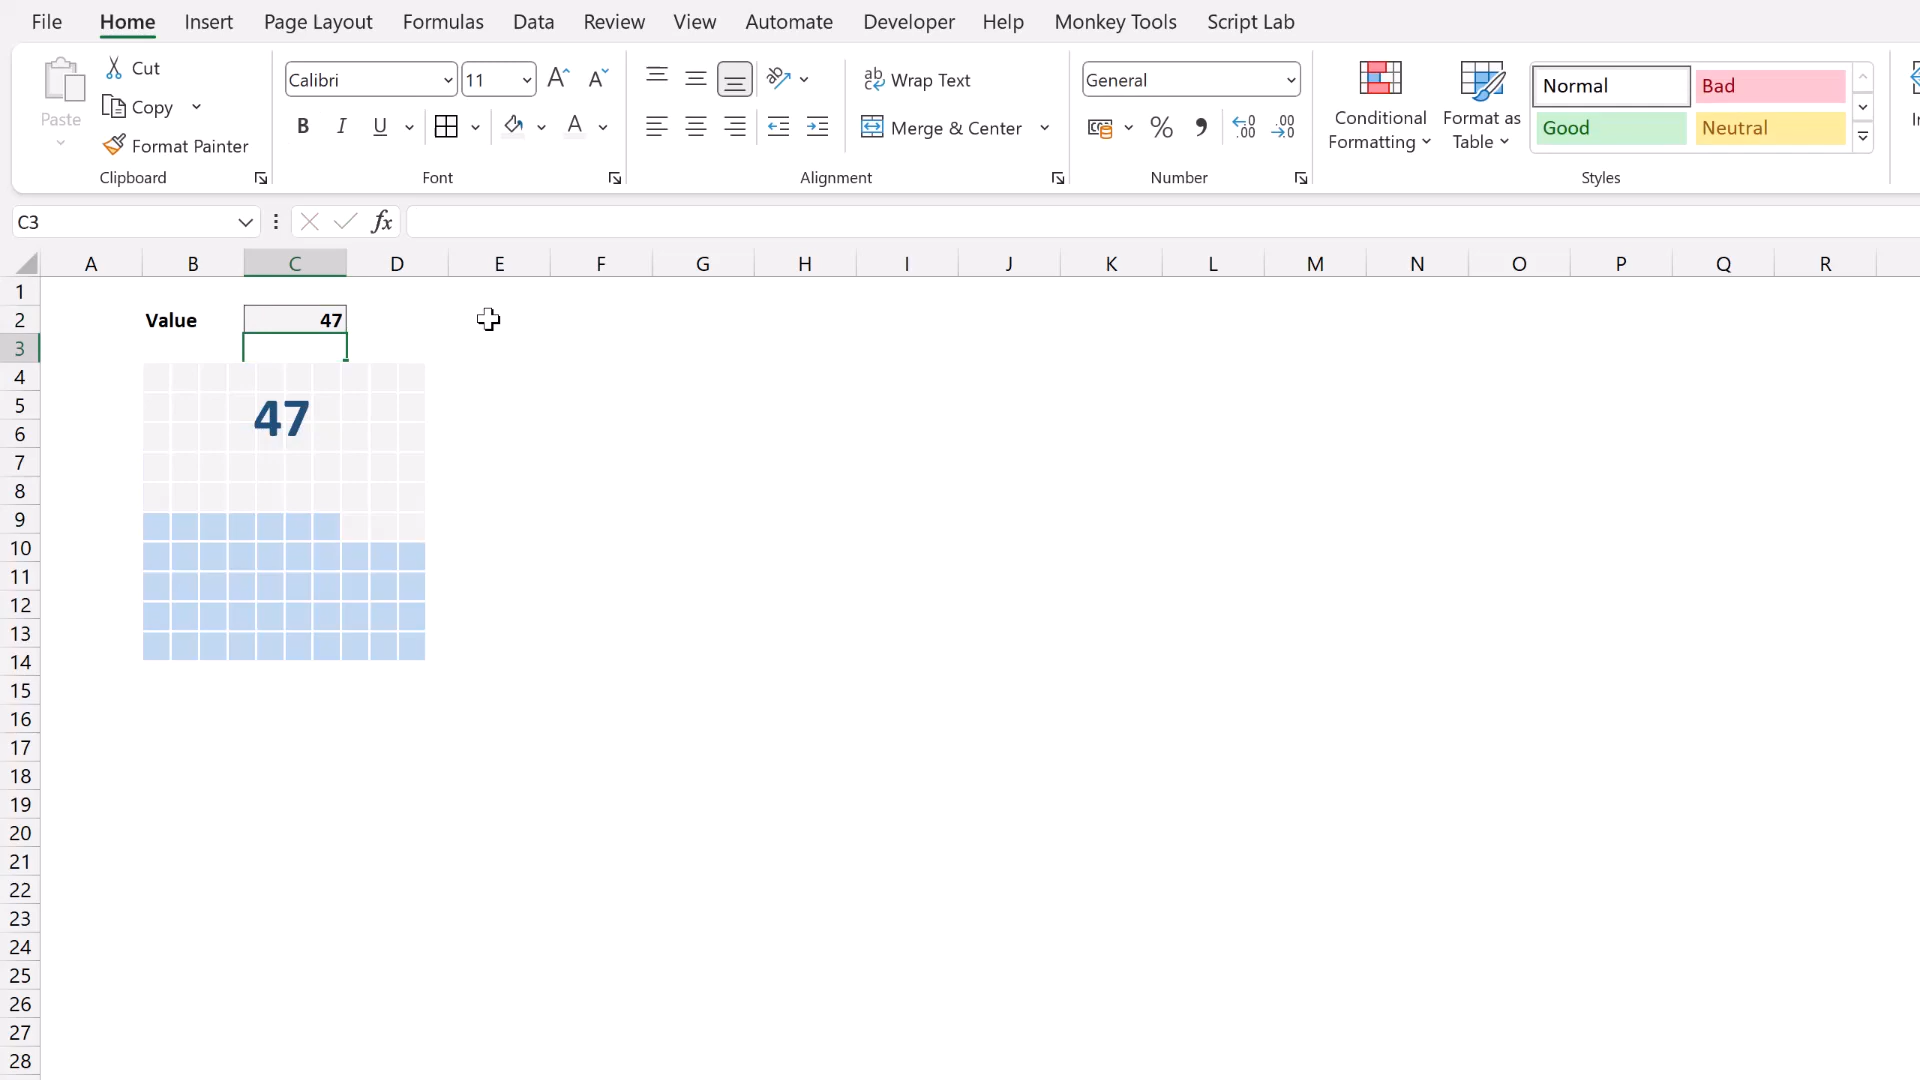 File Home Insert Page Layout Formulas Data Review View Automate Developer Help Monkey Tools Script Lab
Paste
Cut
Copy
Format Painter
Clipboard
Calibri 11
B I U
Font
Wrap Text
Merge & Center
Alignment
General
Number
Conditional
Formatting
Format as
Table
Normal Bad
Good Neutral
Styles
C3
fx
A B C D E F G H I J K L M N O P Q R
1
2 Value 47
3
4
5 47
6
7
8
9
10
11
12
13
14
15
16
17
18
19
20
21
22
23
24
25
26
27
28